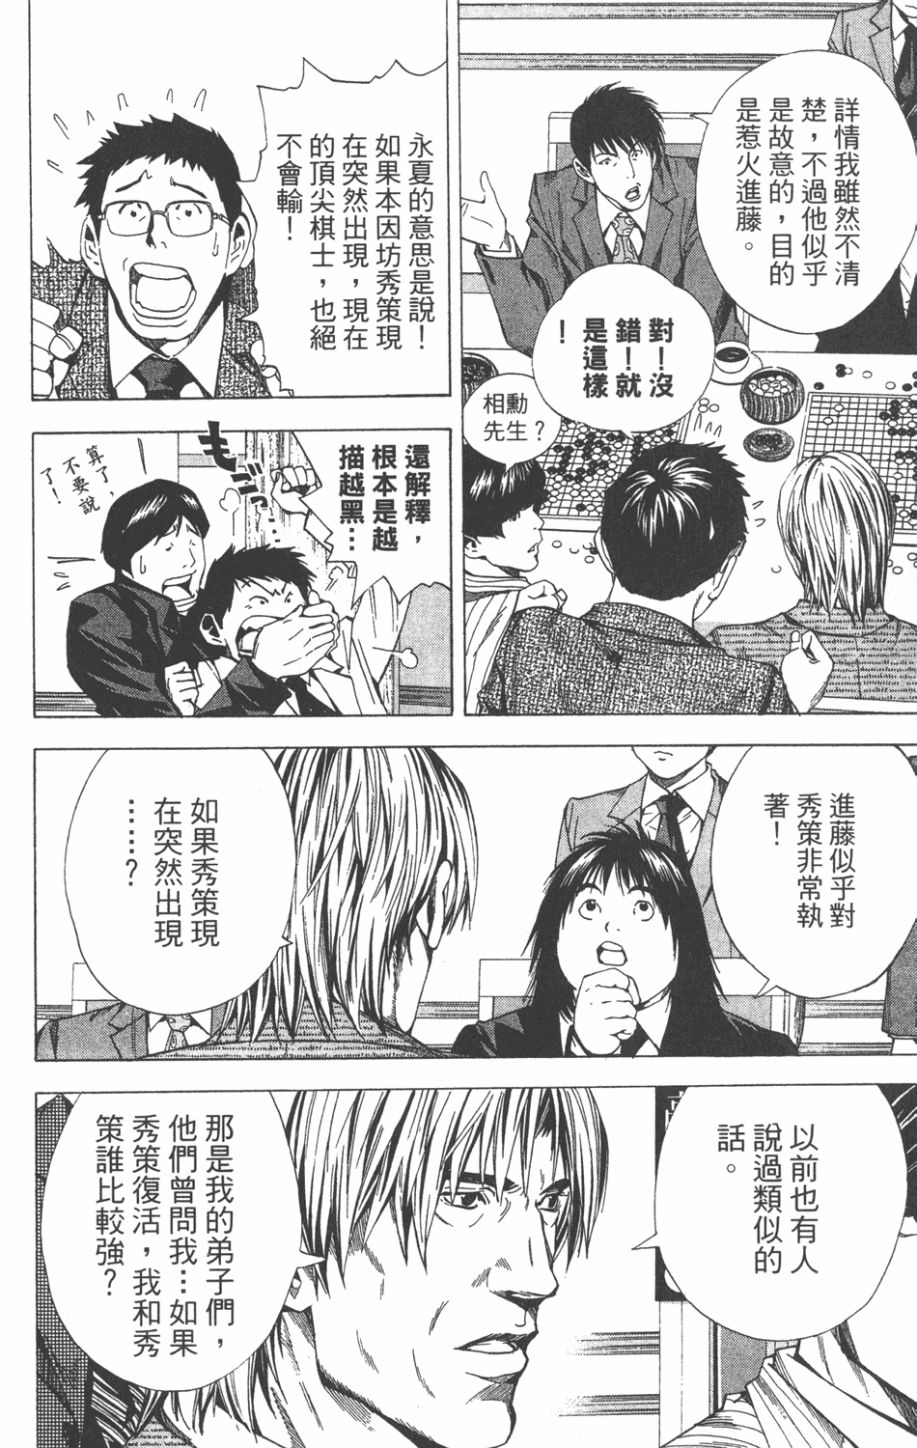 詳情我雖然不清
楚，不過他似乎
是故意的，目的
是惹火進藤。
對！沒
錯！就
是這樣
！
相勳
先生？
永夏的意思是說！
如果本因坊秀策現
在突然出現，現在
的頂尖棋士，也絕
不會輸！
還解釋，
根本是越
描越黑…
算了，
不要說
了！
進藤似乎對
秀策非常執
著！
如果秀策現
在突然出現
……？
以前也有人
說過類似的
話。
那是我的弟子們，
他們曾問我…如果
秀策復活，我和秀
策誰比較強？